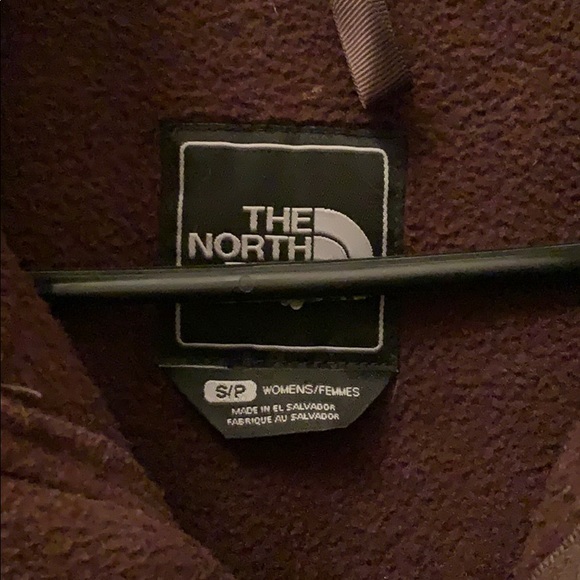 THE
NORTH
S/P WOMENS/FEMMES
MADE IN EL SALVADOR
FABRIQUE AU SALVADOR